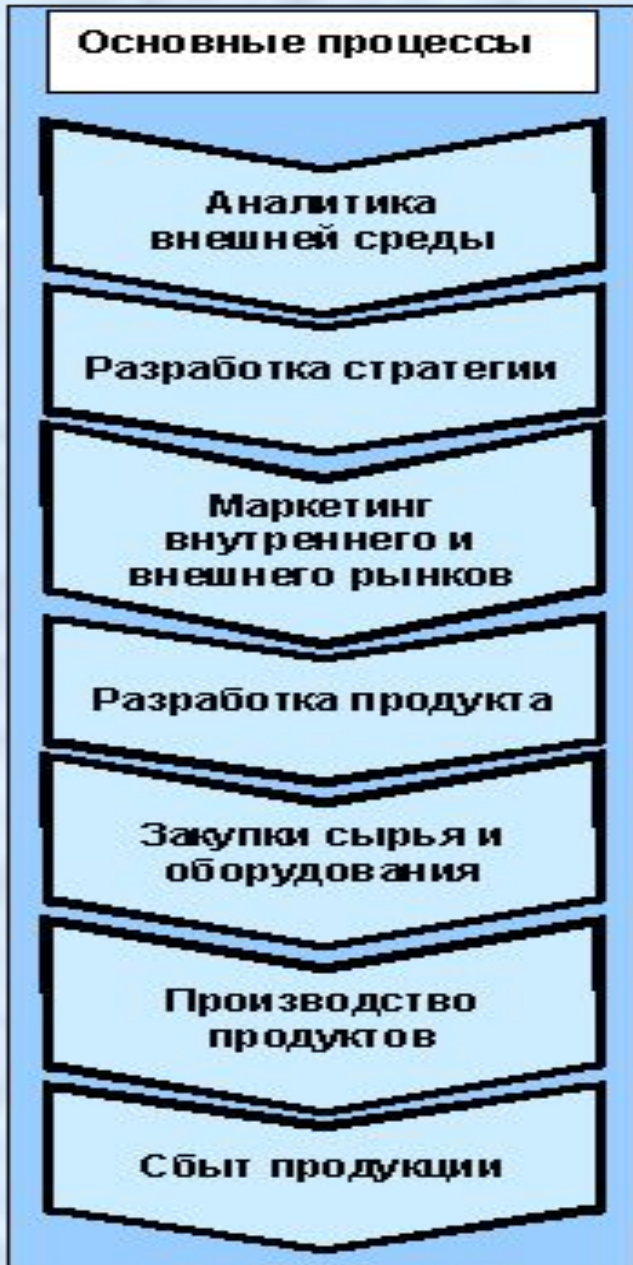 Основные процессы
Аналитика
внешней среды
Разработка стратегии
Маркетинг
внутреннего и
внешнего рынков
Разработка продукта
Закупки сырья и
оборудования
Производство
продуктов
Сбыт продукции